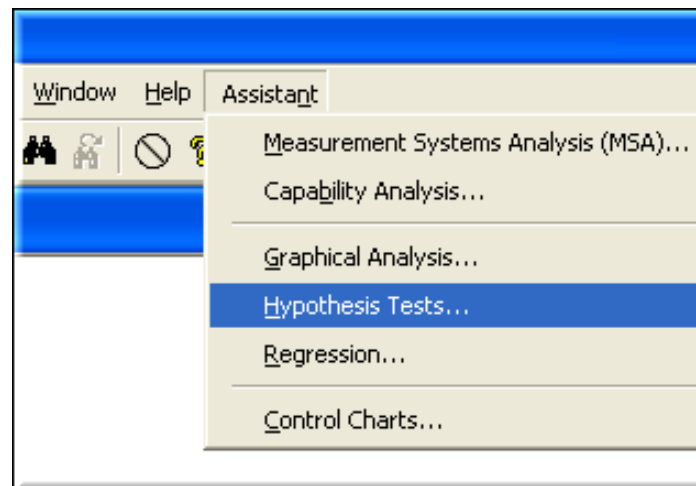 Window Help Assistant
Measurement Systems Analysis (MSA)...
Capability Analysis...
Graphical Analysis...
Hypothesis Tests...
Regression...
Control Charts...